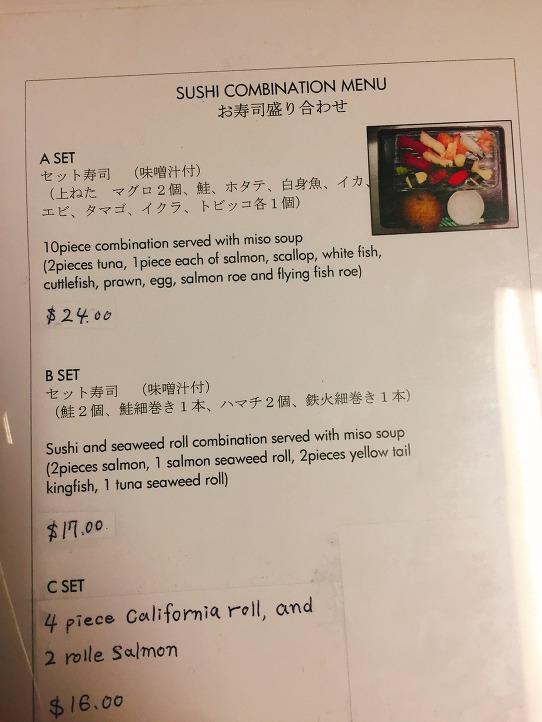 SUSHI COMBINATION MENU
お寿司盛り合わせ
A SET
セット寿司 （味噌汁付）
（上ねた マグロ２個、鮭、ホタテ、白身魚、イカ、
エビ、タマゴ、イクラ、トビッコ各１個）
10piece combination served with miso soup
(2pieces tuna, 1piece each of salmon, scallop, white fish,
cuttlefish, prawn, egg, salmon roe and flying fish roe)
$24.00
B SET
セット寿司 （味噌汁付）
（鮭２個、鮭細巻き１本、ハマチ２個、鉄火細巻き１本）
Sushi and seaweed roll combination served with miso soup
(2pieces salmon, 1 salmon seaweed roll, 2pieces yellow tail
kingfish, 1 tuna seaweed roll)
$17.00
C SET
4 piece California roll, and
2 rolle Salmon
$16.00